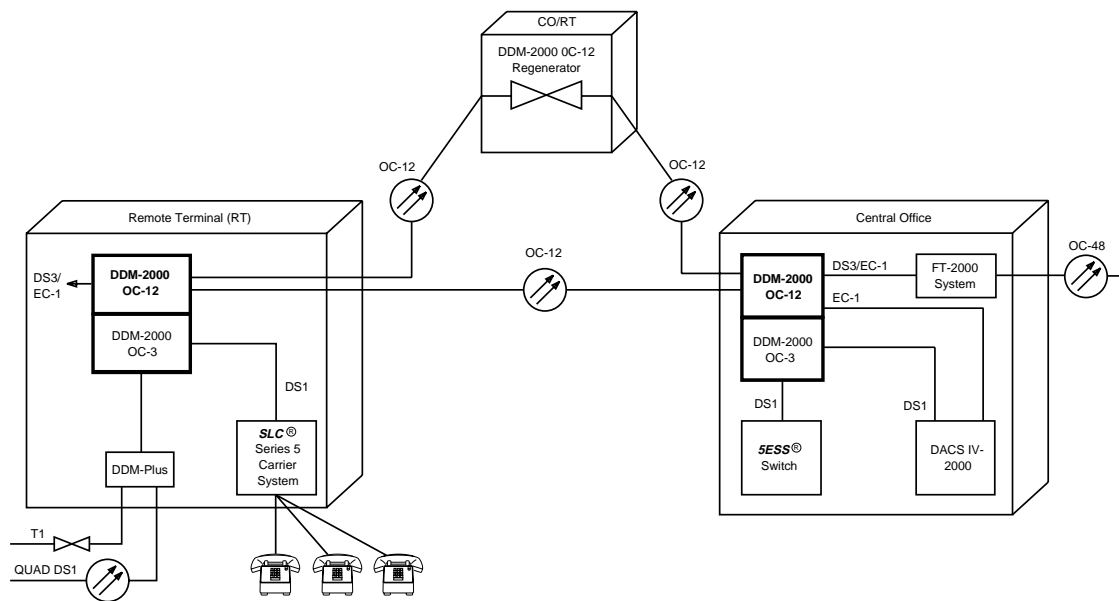 CO/RT
DDM-2000 0C-12
Regenerator
OC-12
OC-12
Remote Terminal (RT)
Central Office
OC-12
OC-48
DS3/
EC-1
DDM-2000
OC-12
DDM-2000
OC-3
DS1
SLC®
Series 5
Carrier
System
DDM-Plus
T1
QUAD DS1
DDM-2000
OC-12
DS3/EC-1
FT-2000
System
EC-1
DDM-2000
OC-3
DS1
DS1
5ESS®
Switch
DACS IV-
2000